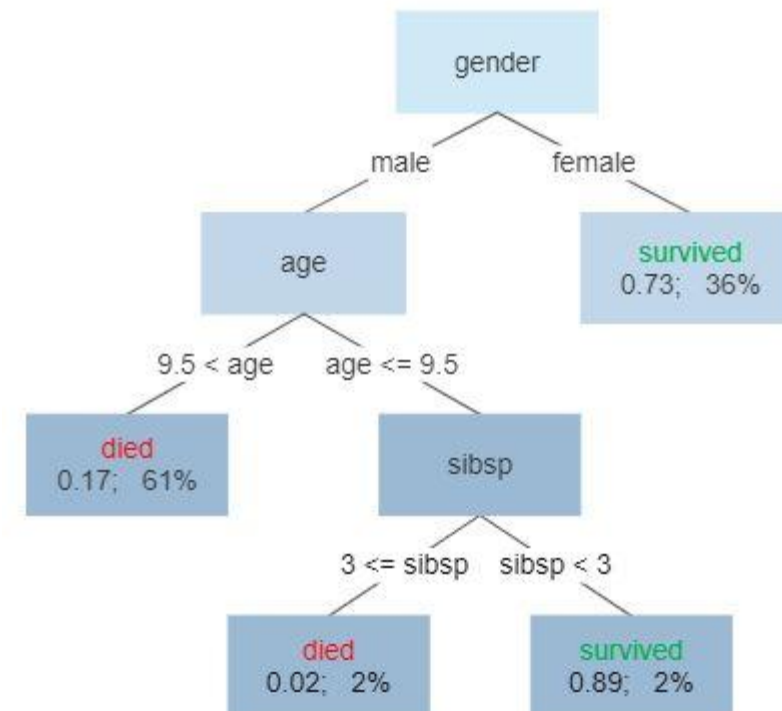 gender
male
female
age
survived
0.73; 36%
9.5 < age
age <= 9.5
died
0.17; 61%
sibsp
3 <= sibsp
sibsp < 3
died
0.02; 2%
survived
0.89; 2%